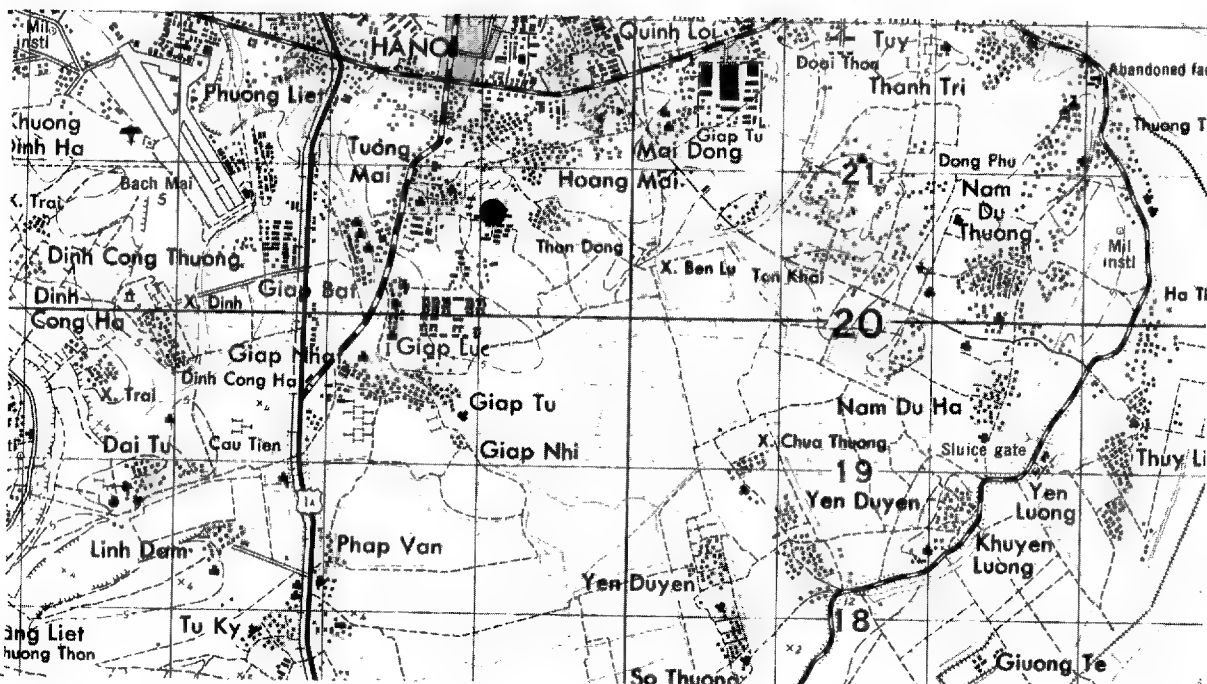 Mil
instl
HANOI
Quinh Loi
Tuy
Doai Thoa
Thanh Tri
Abandoned
Phuong Liet
Khuong
Dinh Ha
Giap Tu
Thuong T
Tuong
Mai
Mai Dong
Dong Phu
21
Bach Mai
5
Hoang Mai
Nam
Du
Thuong
X. Trai
Than Dong
Mil
instl
Dinh Cong Thuong
X. Ben Lu
Ton Khai
Dinh
Cong Ha
X. Dinh
Giap Bat
Ha
20
Giap Nhat
Giap Luc
Dinh Cong Ha
X. Trai
Giap Tu
Nam Du Ha
Dai Tu
Cau Tien
Giap Nhi
X. Chua Thuong
Sluice gate
19
Thuy Li
1A
Yen Duyen
Yen
Luong
Linh Dam
Phap Van
Khuyen
Luong
Yen Duyen
18
Tu Ky
ang Liet
huong Thon
So Thuong
Giuong Te